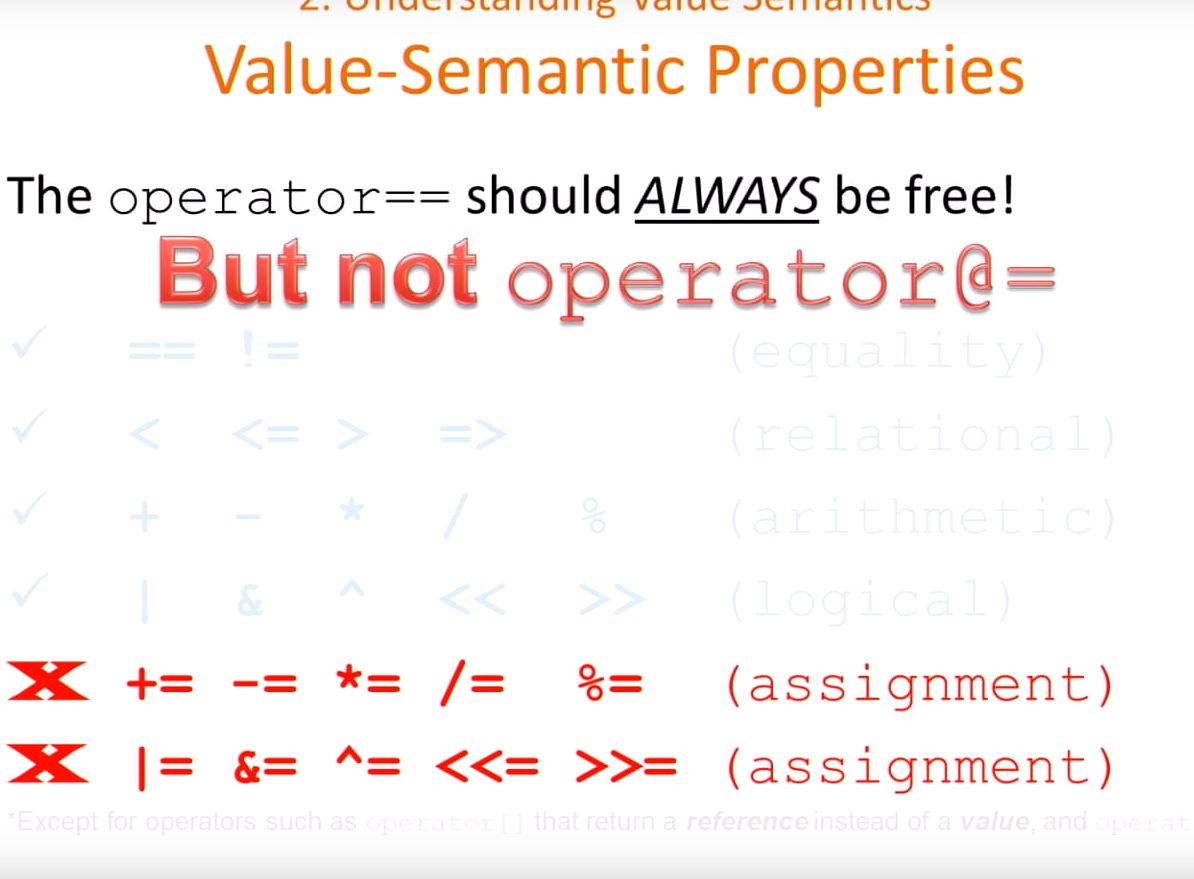 2. Understanding Value Semantics
Value-Semantic Properties
The operator== should ALWAYS be free!
But not operator@=
✓ == != (equality)
✓ < <= > => (relational)
✓ + - * / % (arithmetic)
✓ | & ^ << >> (logical)
X += -= *= /= %= (assignment)
X |= &= ^= <<= >>= (assignment)
*Except for operators such as operator[] that return a reference instead of a value, and operat